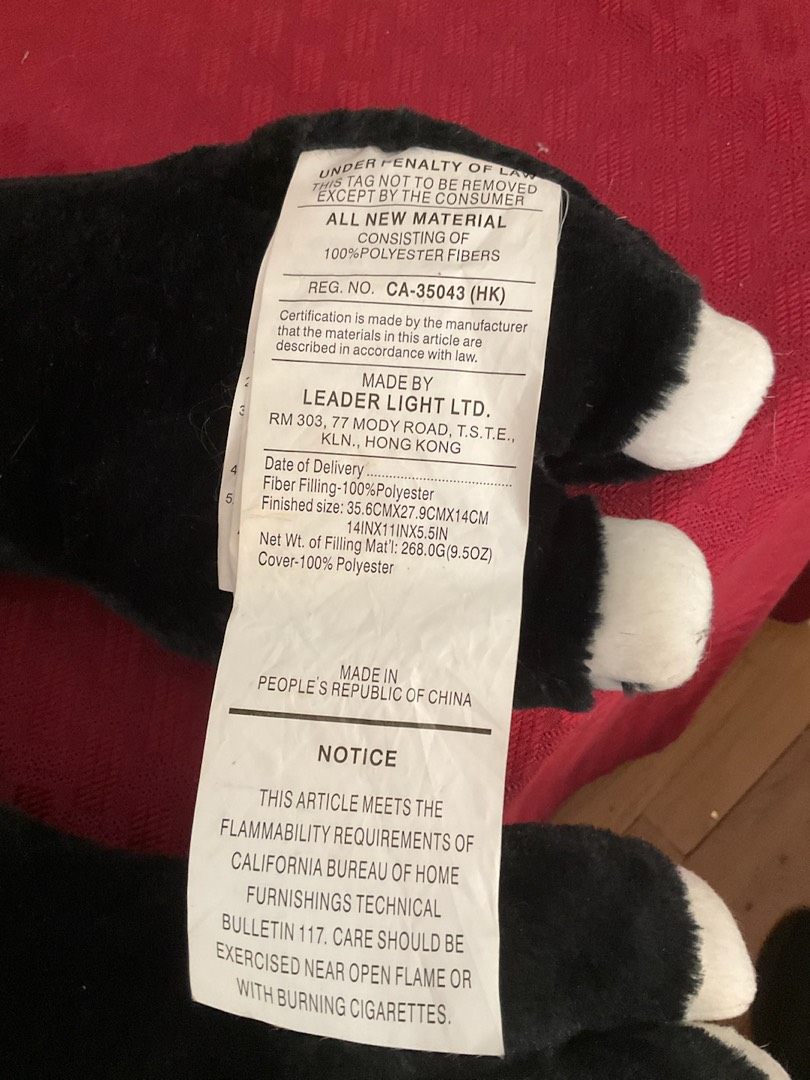 UNDER PENALTY OF LAW
THIS TAG NOT TO BE REMOVED
EXCEPT BY THE CONSUMER
ALL NEW MATERIAL
CONSISTING OF
100%POLYESTER FIBERS
REG. NO. CA-35043 (HK)
Certification is made by the manufacturer
that the materials in this article are
described in accordance with law.
MADE BY
LEADER LIGHT LTD.
RM 303, 77 MODY ROAD, T.S.T.E.,
KLN., HONG KONG
Date of Delivery ........................................
Fiber Filling-100%Polyester
Finished size: 35.6CMX27.9CMX14CM
14INX11INX5.5IN
Net Wt. of Filling Mat'l: 268.0G(9.5OZ)
Cover-100% Polyester
MADE IN
PEOPLE'S REPUBLIC OF CHINA
NOTICE
THIS ARTICLE MEETS THE
FLAMMABILITY REQUIREMENTS OF
CALIFORNIA BUREAU OF HOME
FURNISHINGS TECHNICAL
BULLETIN 117. CARE SHOULD BE
EXERCISED NEAR OPEN FLAME OR
WITH BURNING CIGARETTES.
2
3
4
5